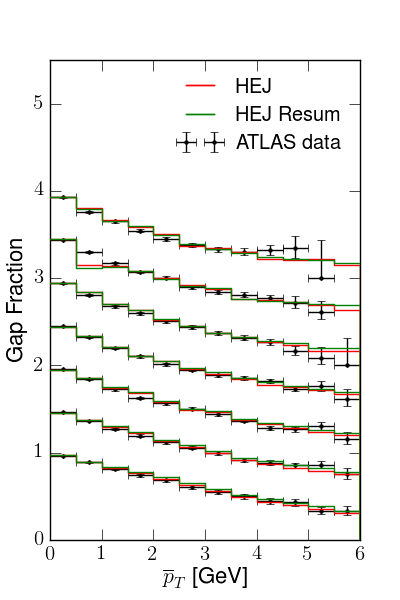 HEJ
HEJ Resum
ATLAS data
Gap Fraction
5
4
3
2
1
0
0 1 2 3 4 5 6
p̅_T [GeV]